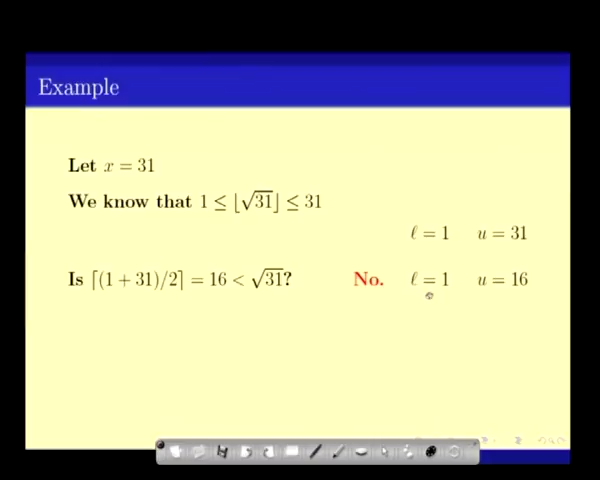 Example
Let x = 31
We know that 1 ≤ ⌊√31⌋ ≤ 31
ℓ = 1 u = 31
Is ⌈(1 + 31)/2⌉ = 16 < √31? No. ℓ = 1 u = 16